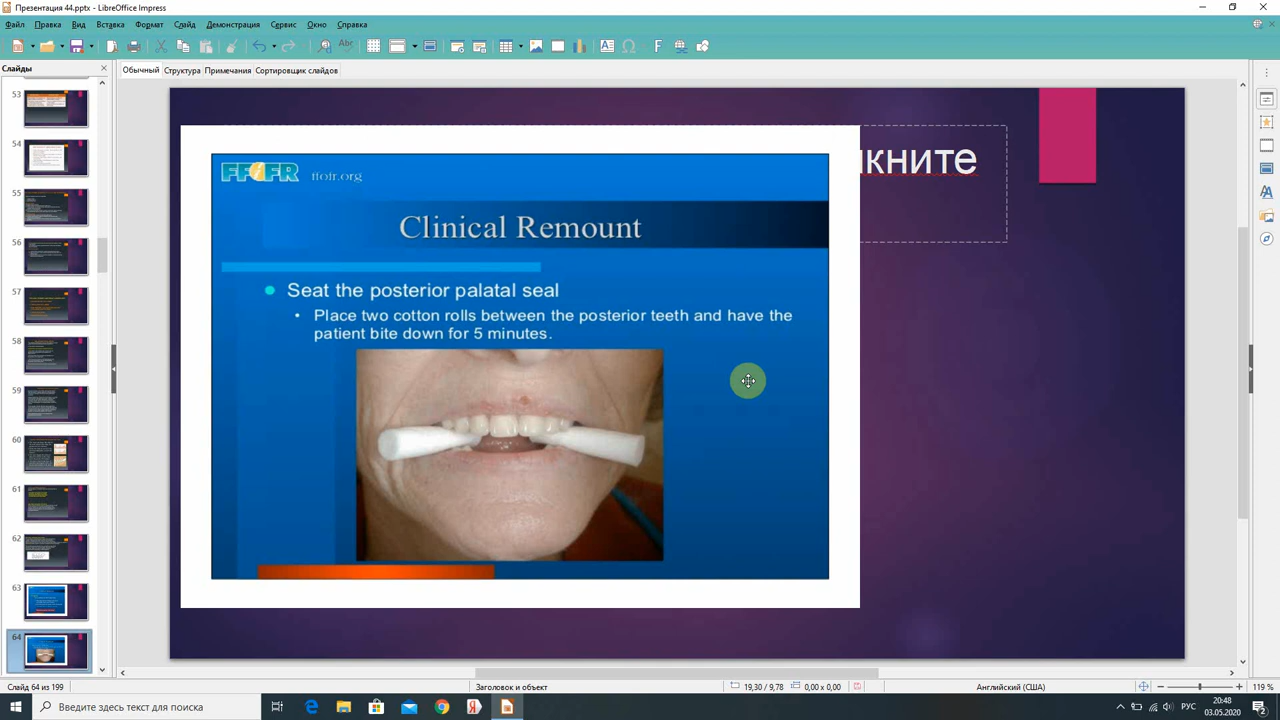 Презентация 44.pptx - LibreOffice Impress
Файл Правка Вид Вставка Формат Слайд Демонстрация Сервис Окно Справка
Слайды
Обычный Структура Примечания Сортировщик слайдов
53
54
55
56
57
58
59
60
61
62
63
64
FFOFR ffofr.org
кните
Clinical Remount
Seat the posterior palatal seal
Place two cotton rolls between the posterior teeth and have the
patient bite down for 5 minutes.
Слайд 64 из 199 Заголовок и объект 19,30 / 9,78 0,00 x 0,00 Английский (США) 119 %
Введите здесь текст для поиска
РУС
20:48
03.05.2020
2